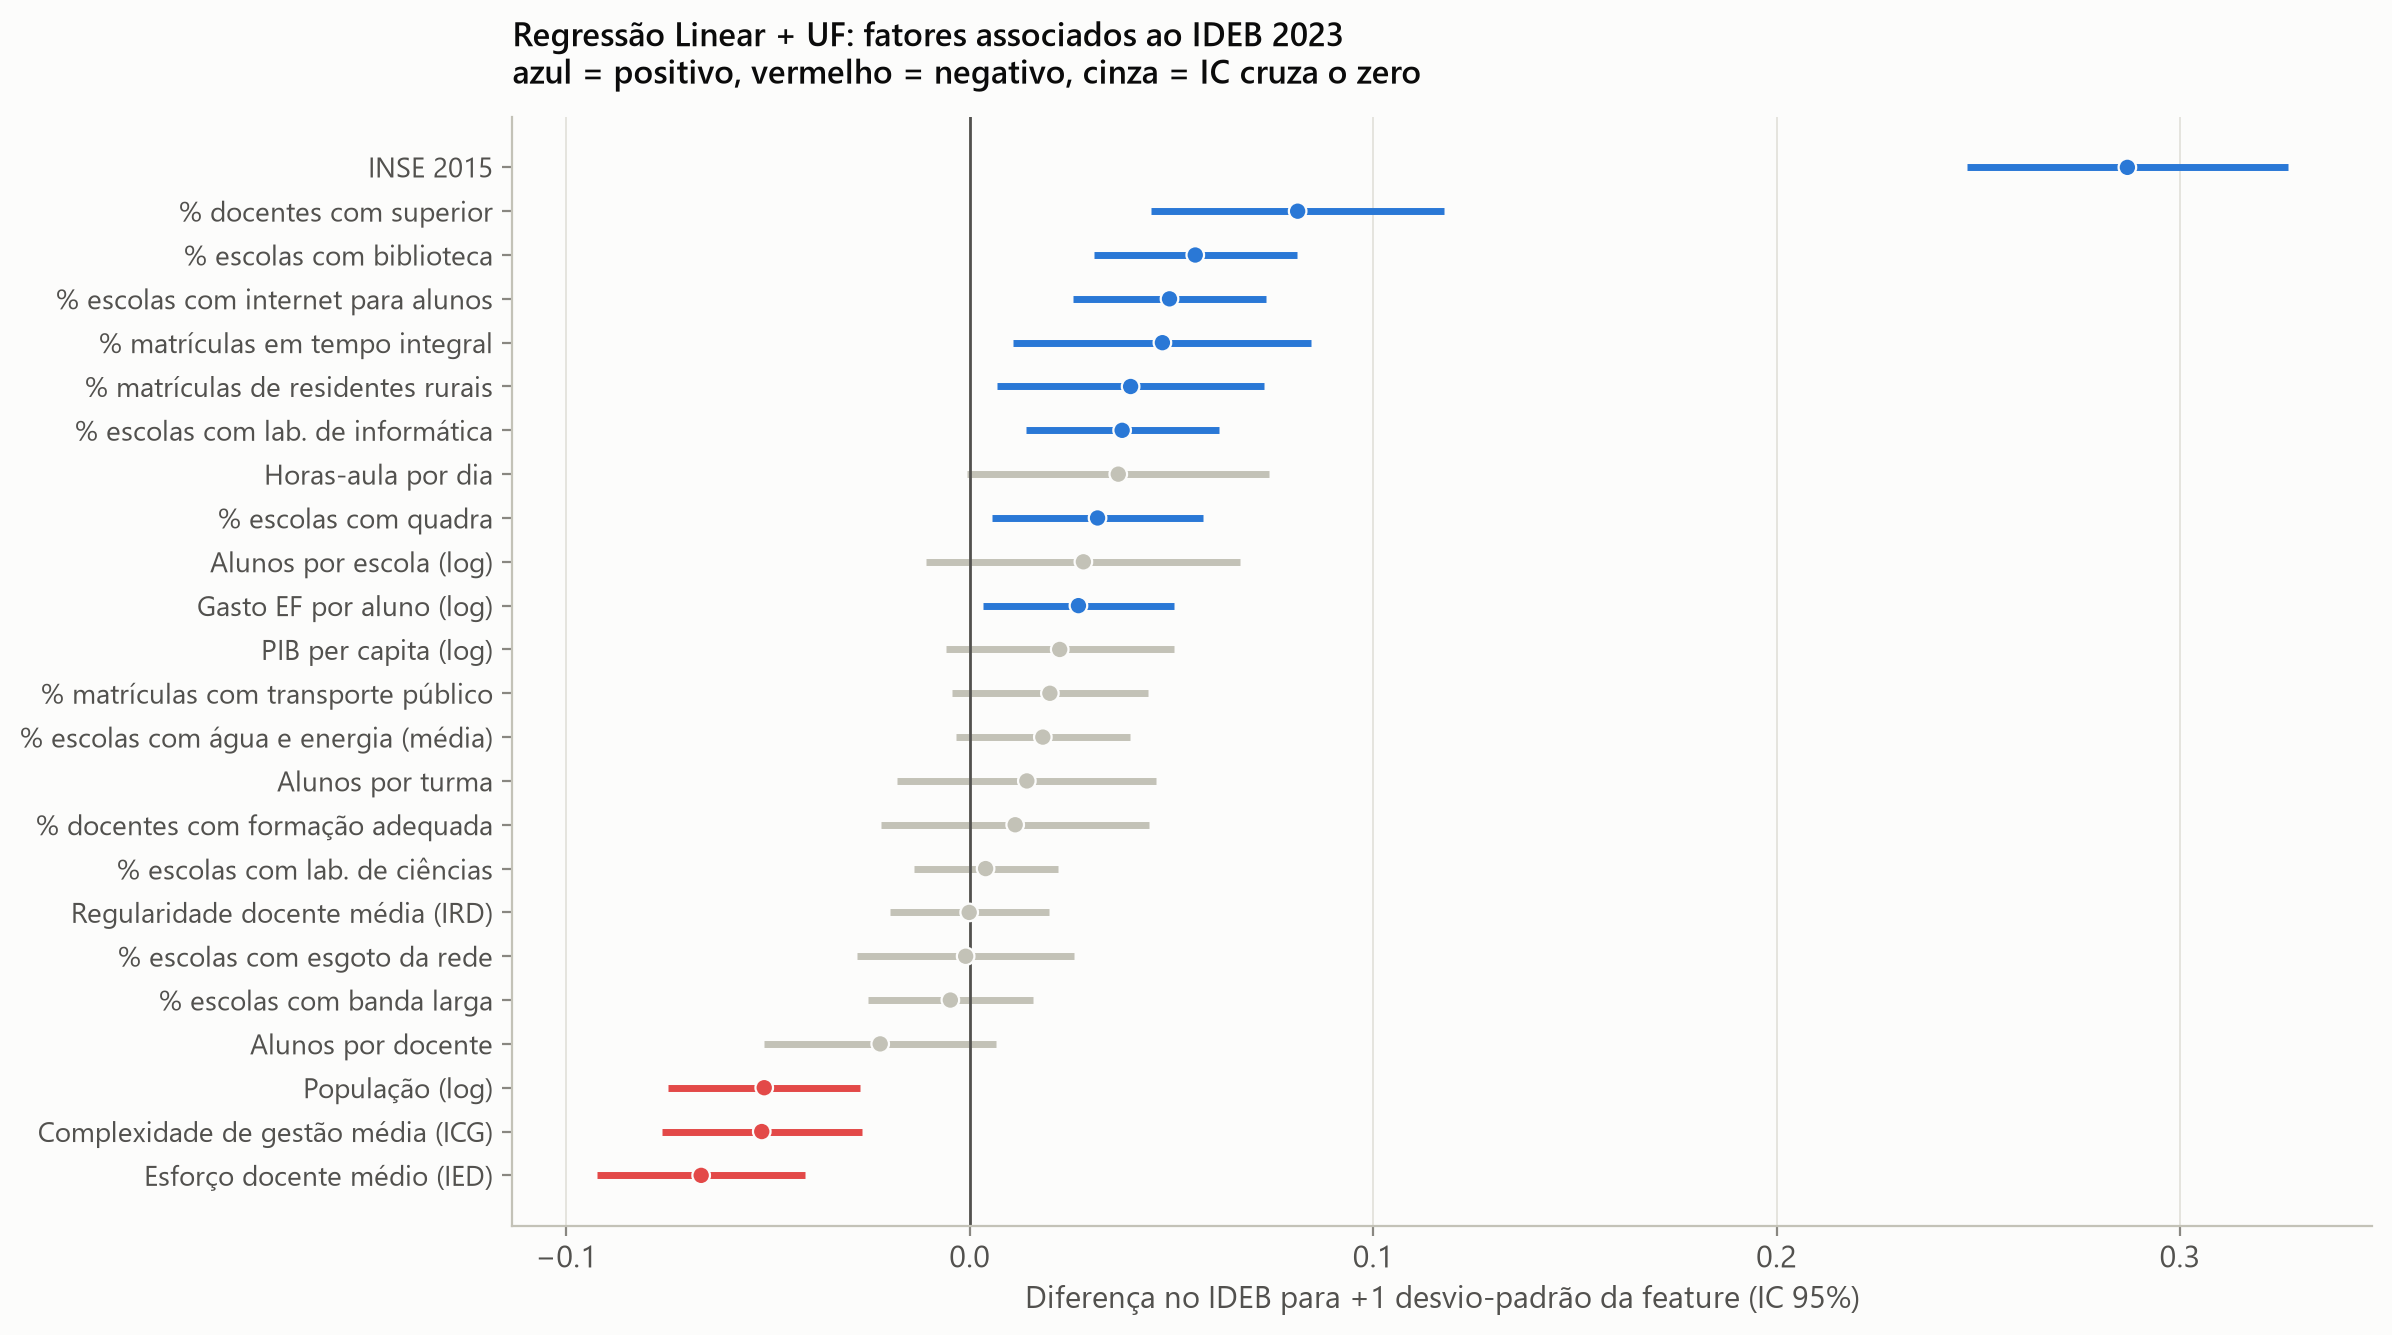 Regressão Linear + UF: fatores associados ao IDEB 2023
azul = positivo, vermelho = negativo, cinza = IC cruza o zero
INSE 2015
% docentes com superior
% escolas com biblioteca
% escolas com internet para alunos
% matrículas em tempo integral
% matrículas de residentes rurais
% escolas com lab. de informática
Horas-aula por dia
% escolas com quadra
Alunos por escola (log)
Gasto EF por aluno (log)
PIB per capita (log)
% matrículas com transporte público
% escolas com água e energia (média)
Alunos por turma
% docentes com formação adequada
% escolas com lab. de ciências
Regularidade docente média (IRD)
% escolas com esgoto da rede
% escolas com banda larga
Alunos por docente
População (log)
Complexidade de gestão média (ICG)
Esforço docente médio (IED)
−0.1 0.0 0.1 0.2 0.3
Diferença no IDEB para +1 desvio-padrão da feature (IC 95%)